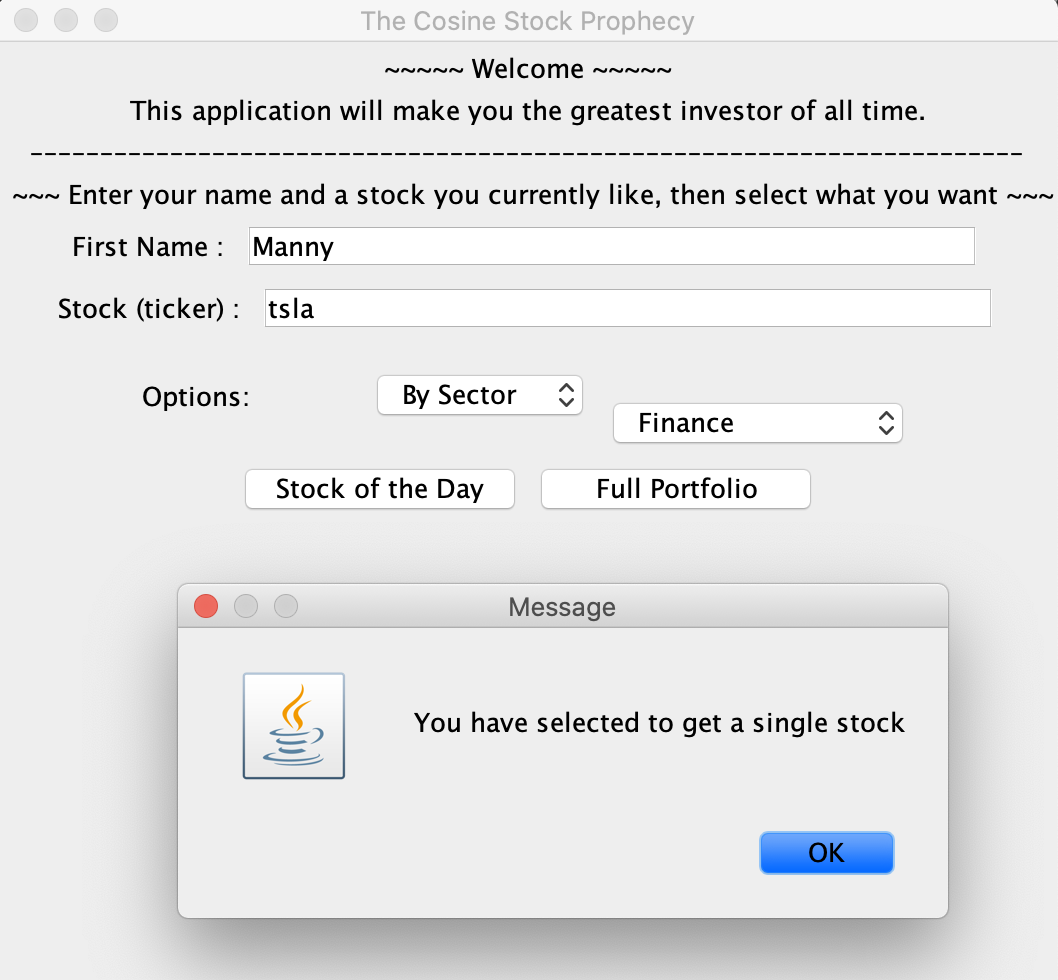 The Cosine Stock Prophecy
~~~~~ Welcome ~~~~~
This application will make you the greatest investor of all time.
-----------------------------------------------------------------------
~~~ Enter your name and a stock you currently like, then select what you want ~~~
First Name : Manny
Stock (ticker) : tsla
Options: By Sector
Finance
Stock of the Day Full Portfolio
Message
You have selected to get a single stock
OK